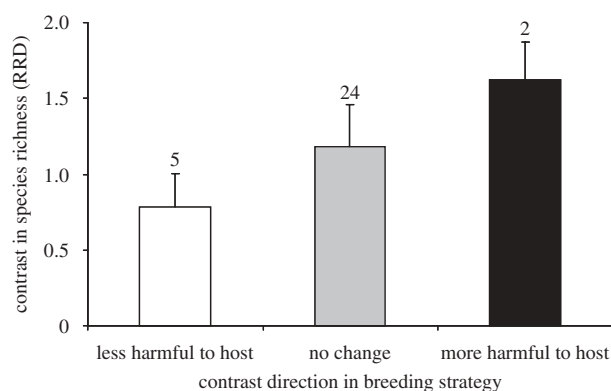 2.0
1.5
1.0
0.5
0
contrast in species richness (RRD)
5
24
2
less harmful to host no change more harmful to host
contrast direction in breeding strategy